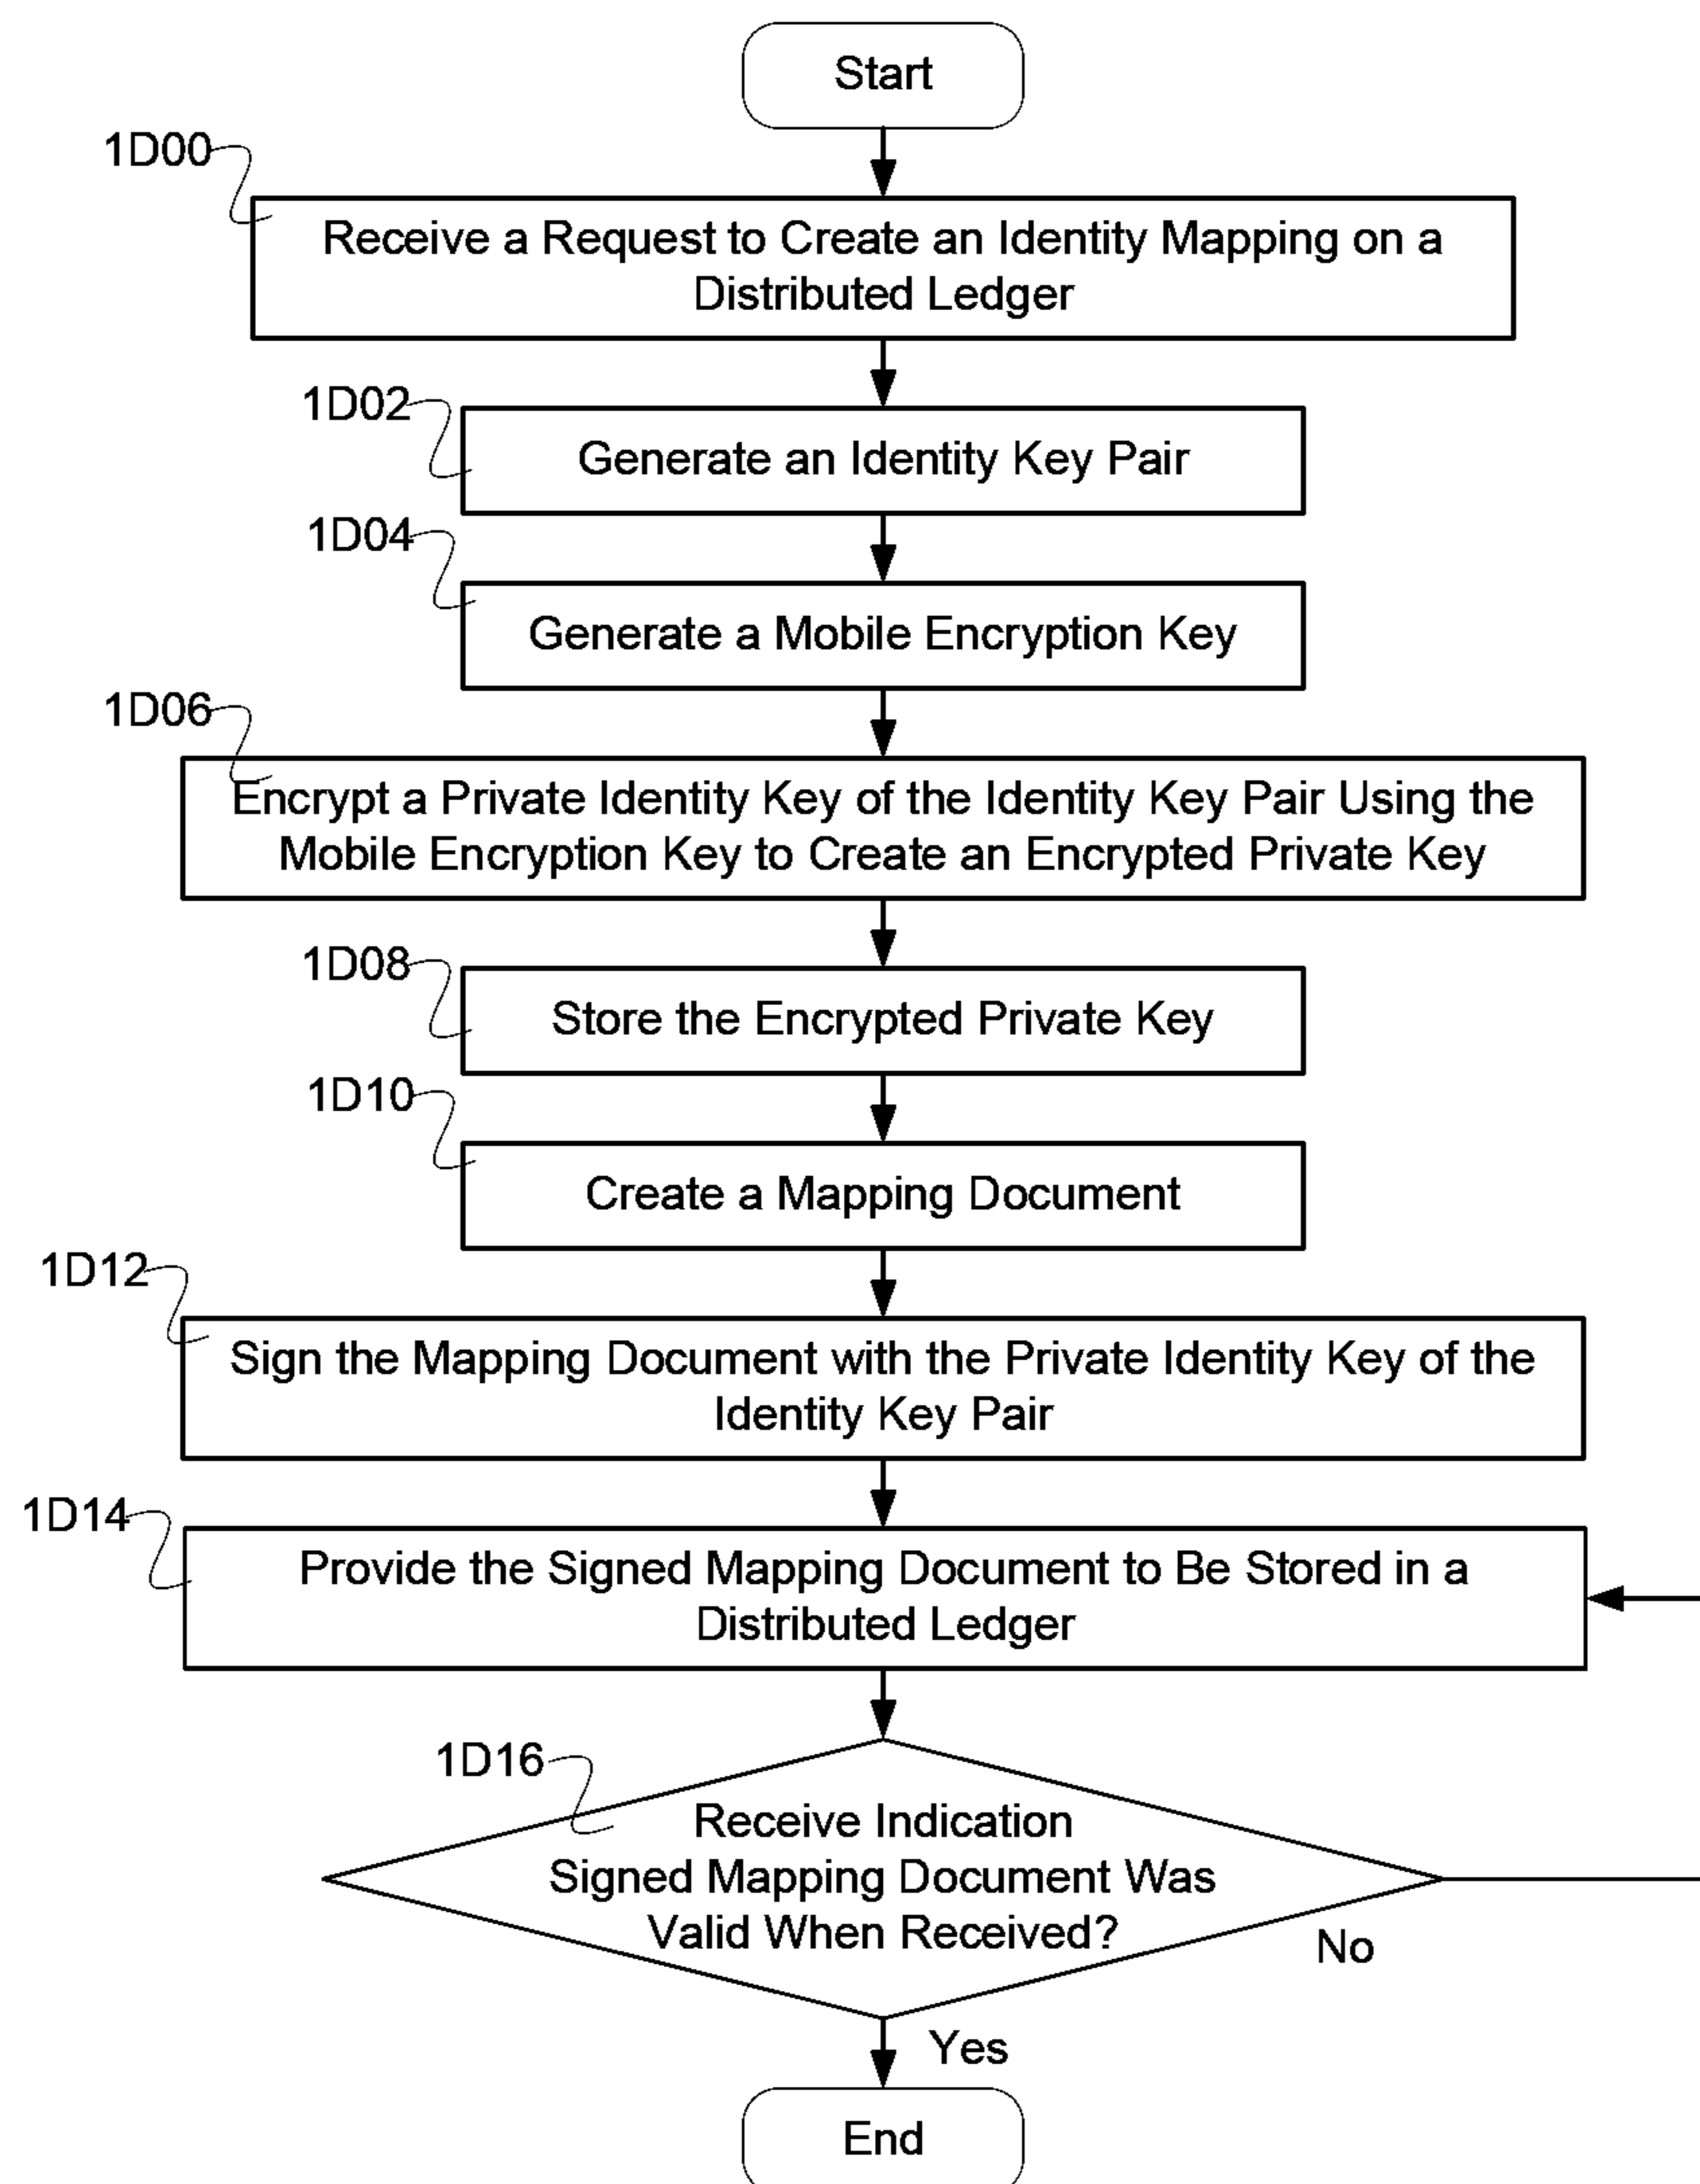 Start
1D00
Receive a Request to Create an Identity Mapping on a
Distributed Ledger
1D02
Generate an Identity Key Pair
1D04
Generate a Mobile Encryption Key
1D06
Encrypt a Private Identity Key of the Identity Key Pair Using the
Mobile Encryption Key to Create an Encrypted Private Key
1D08
Store the Encrypted Private Key
1D10
Create a Mapping Document
1D12
Sign the Mapping Document with the Private Identity Key of the
Identity Key Pair
1D14
Provide the Signed Mapping Document to Be Stored in a
Distributed Ledger
1D16
Receive Indication
Signed Mapping Document Was
Valid When Received?
No
Yes
End